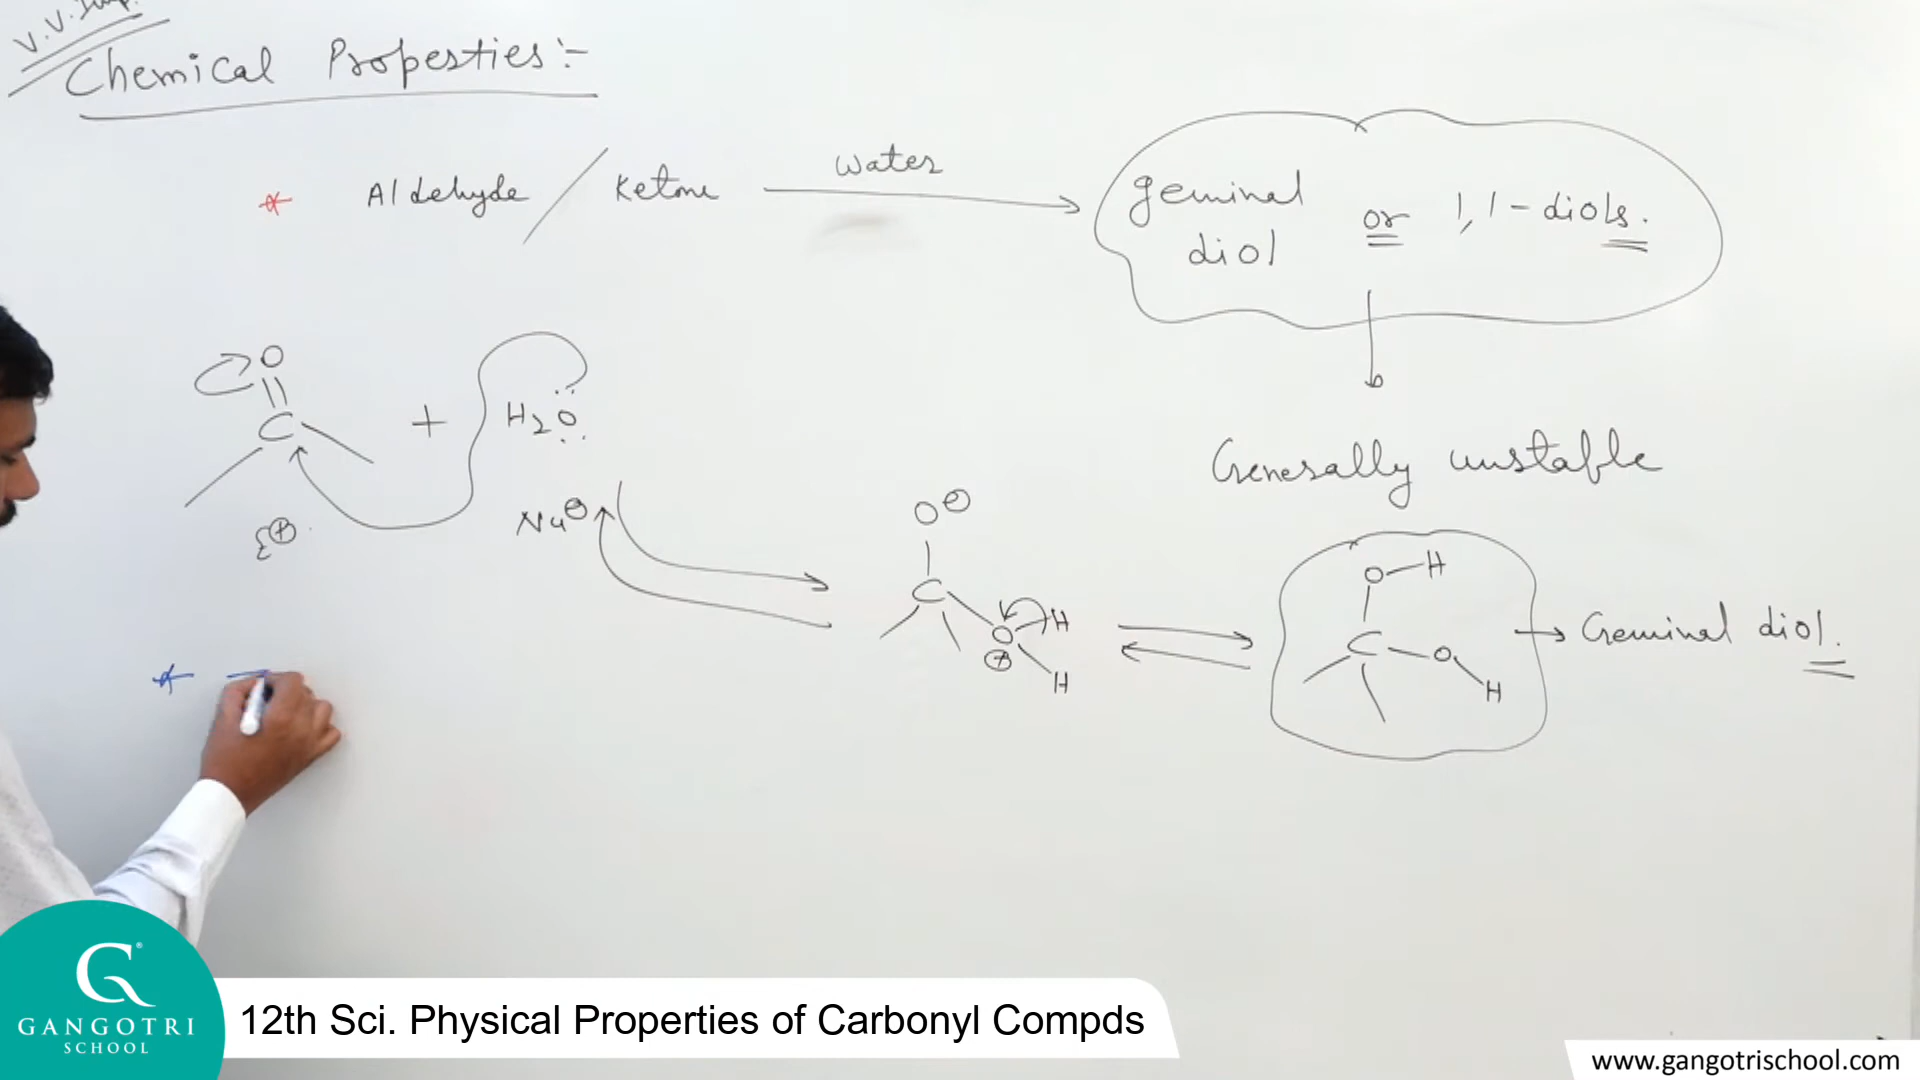 V.V.Imp.
Chemical Properties:-
* Aldehyde / Ketone
Water
geminal diol or 1,1-diols.
Generally unstable
O
C
+ H2O
Nu⊖
O⊖
C
O H
⊕
H
O-H
C
O
H
→ Geminal diol.
*
GANGOTRI
SCHOOL
12th Sci. Physical Properties of Carbonyl Compds
www.gangotrischool.com